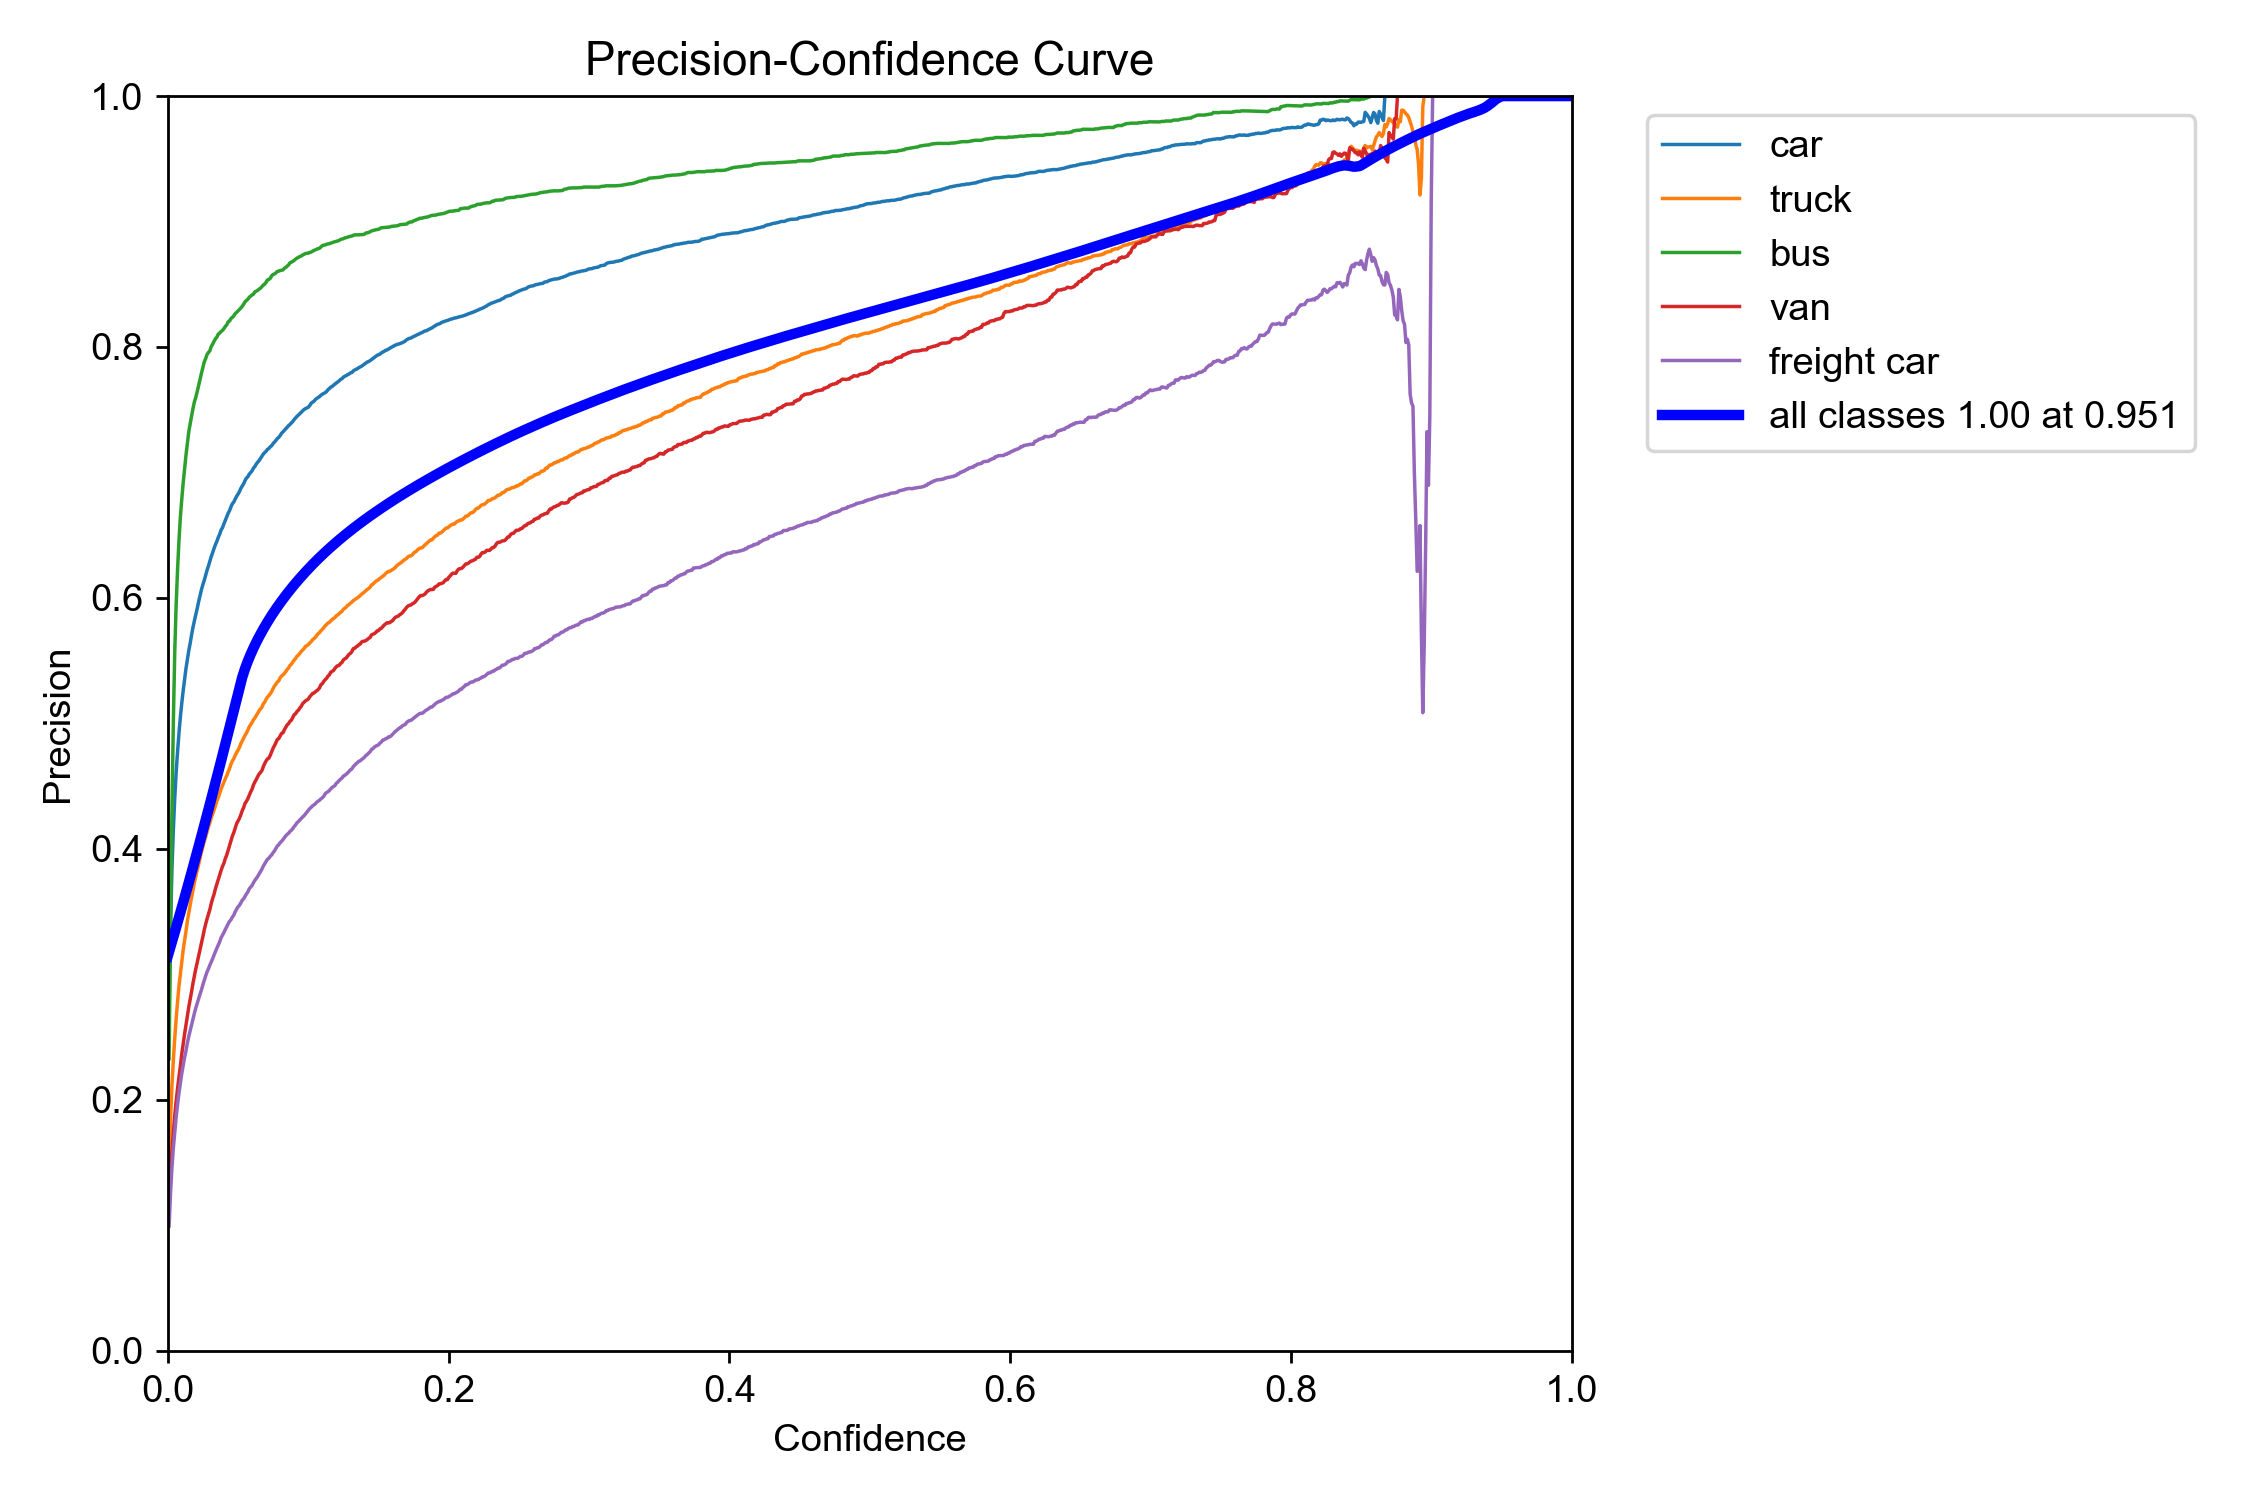 Precision-Confidence Curve
1.0
0.8
0.6
0.4
0.2
0.0
Precision
0.0 0.2 0.4 0.6 0.8 1.0
Confidence
car
truck
bus
van
freight car
all classes 1.00 at 0.951